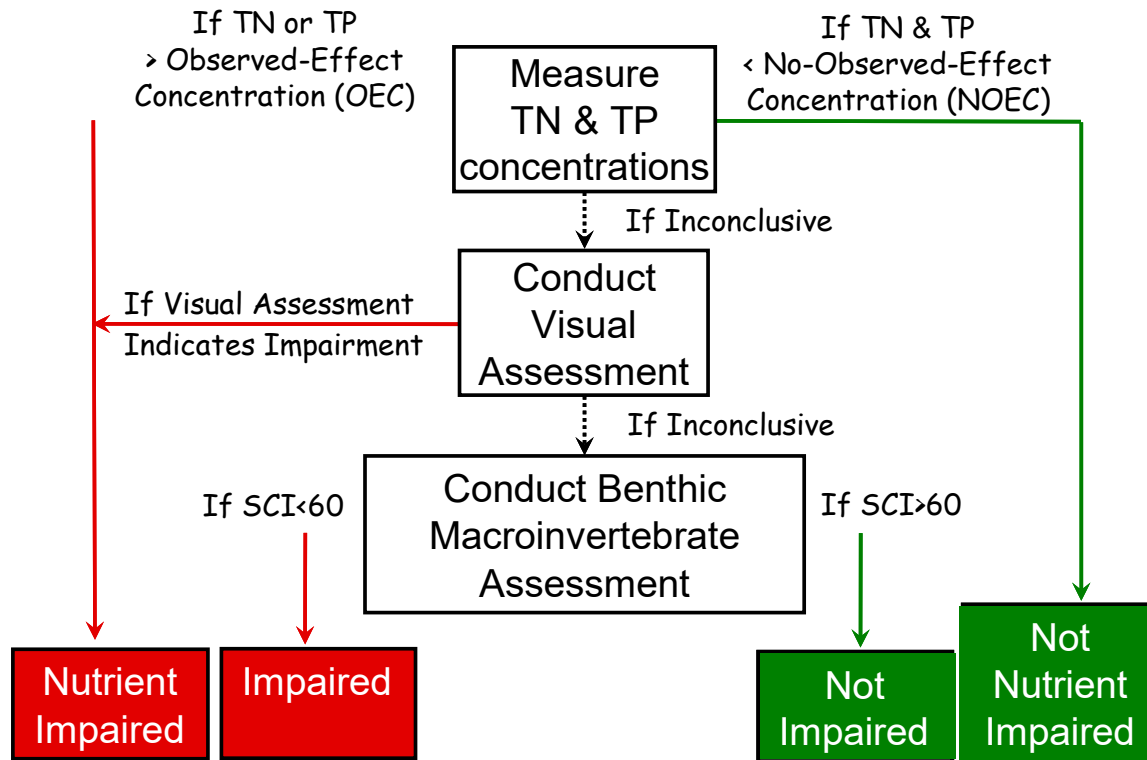 If TN or TP
> Observed-Effect
Concentration (OEC)
Measure
TN & TP
concentrations
If TN &  TP
< No-Observed-Effect
Concentration (NOEC)
If Inconclusive
Conduct
Visual
Assessment
If Visual Assessment
Indicates Impairment
If Inconclusive
Conduct Benthic
Macroinvertebrate
Assessment
If SCI<60
If SCI>60
Nutrient
Impaired
Impaired
Not
Impaired
Not
Nutrient
Impaired